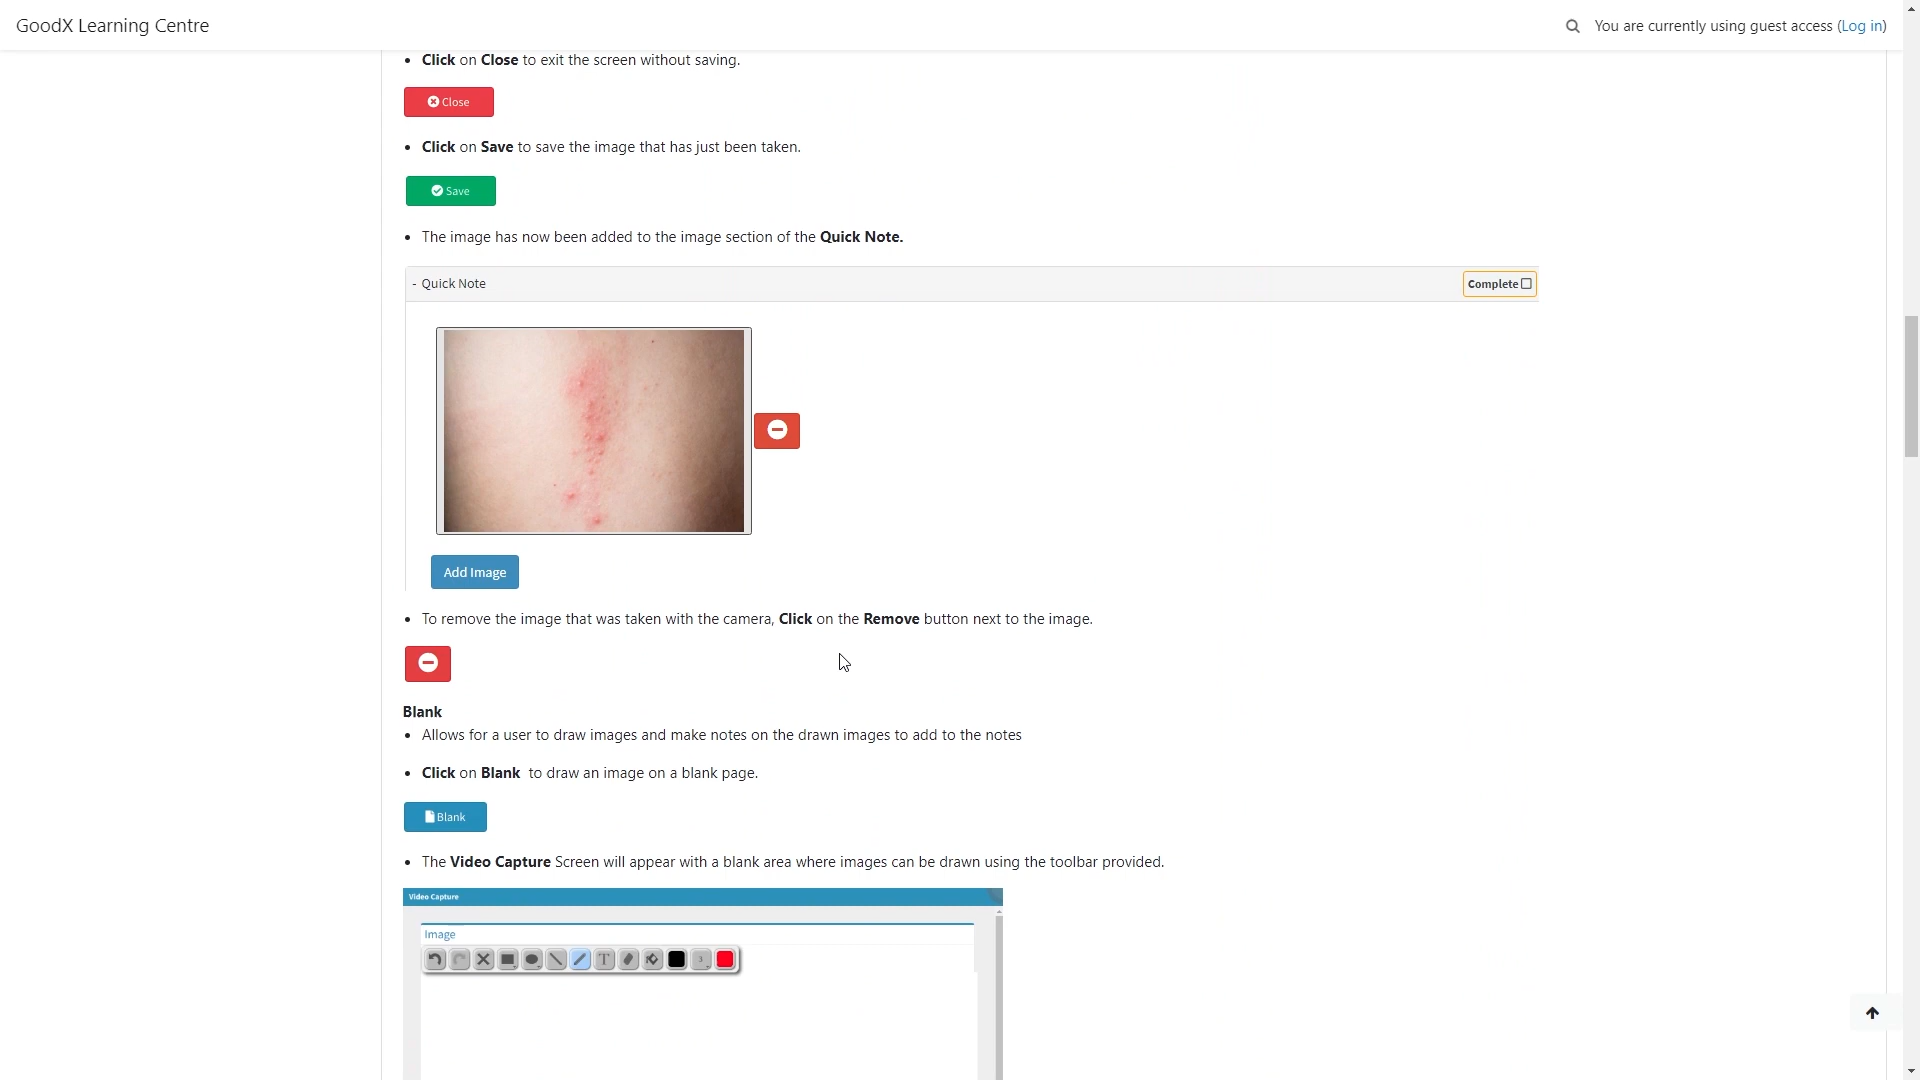 GoodX Learning Centre
You are currently using guest access (Log in)
Click on Close to exit the screen without saving.
Close
Click on Save to save the image that has just been taken.
Save
The image has now been added to the image section of the Quick Note.
- Quick Note
Complete
Add Image
To remove the image that was taken with the camera, Click on the Remove button next to the image.
Blank
Allows for a user to draw images and make notes on the drawn images to add to the notes
Click on Blank to draw an image on a blank page.
Blank
The Video Capture Screen will appear with a blank area where images can be drawn using the toolbar provided.
Video Capture
Image
T 3